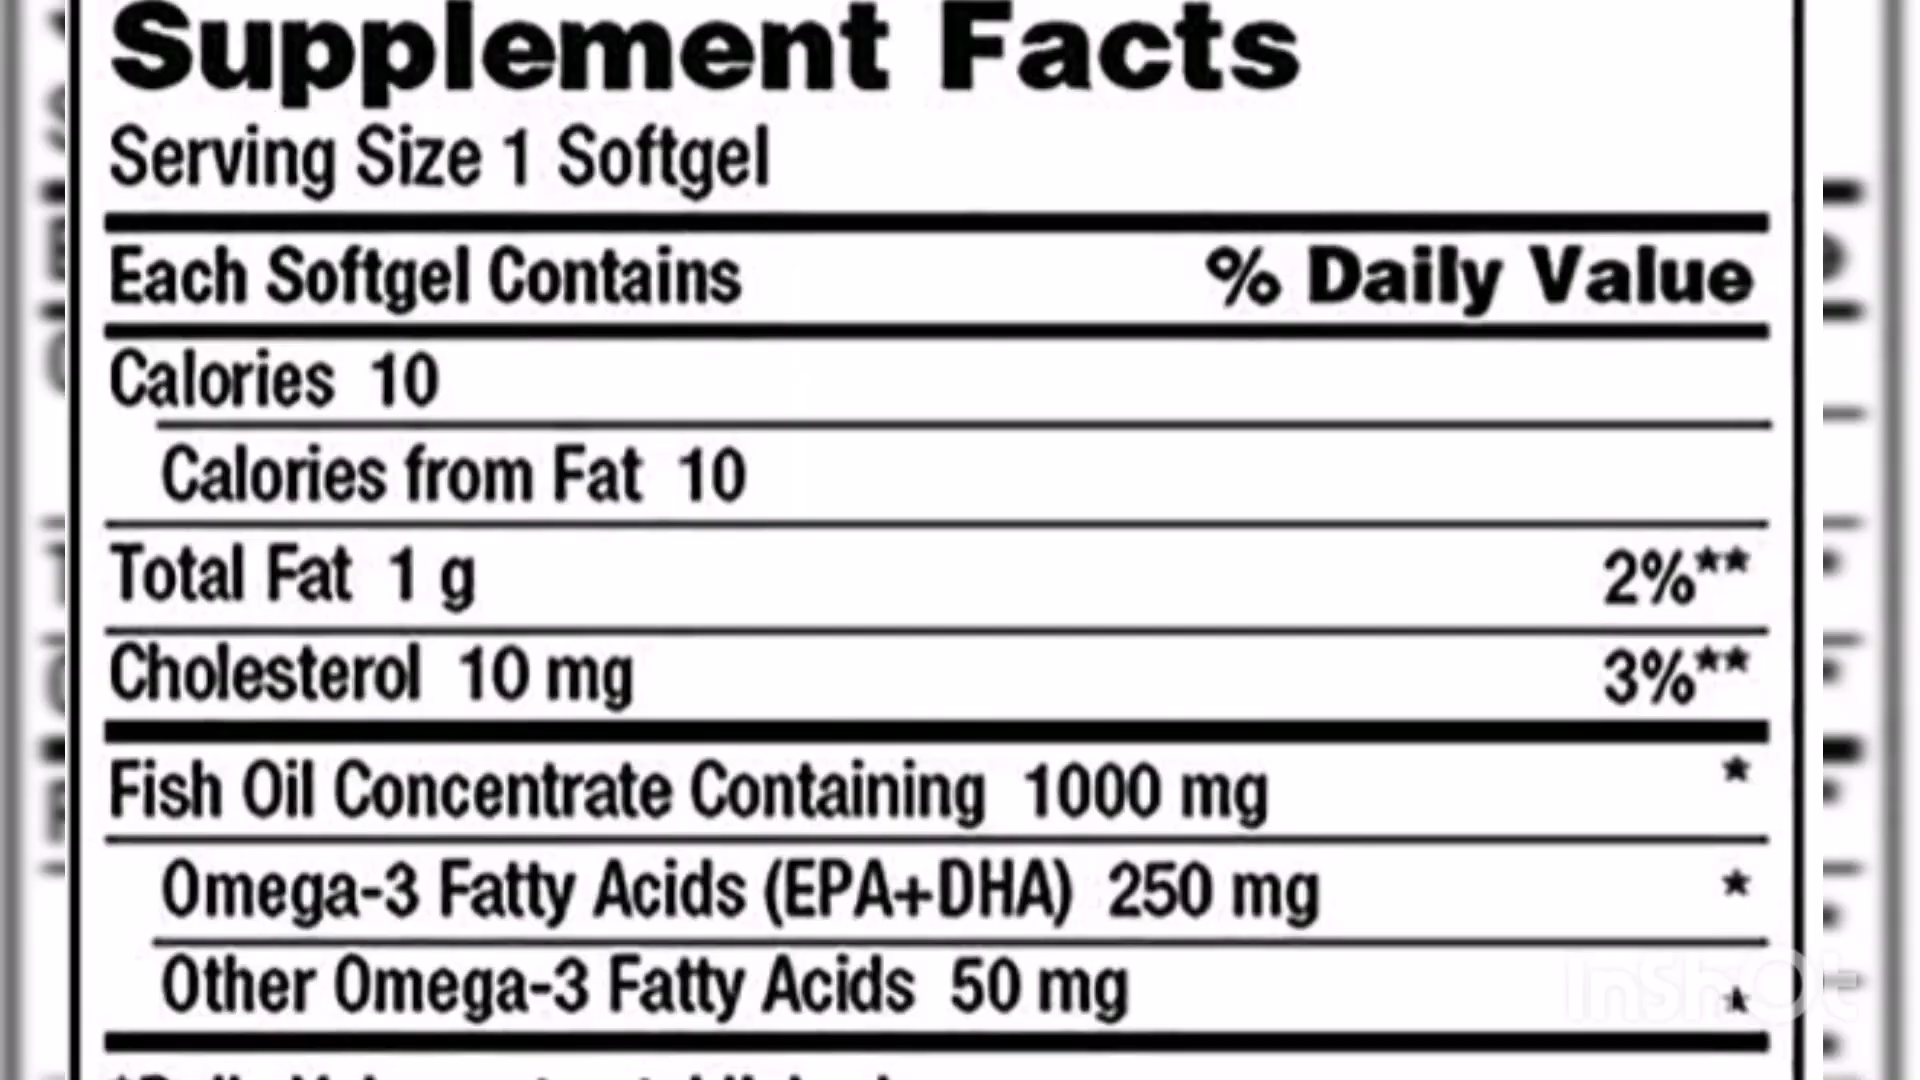 Supplement Facts
Serving Size 1 Softgel
Each Softgel Contains % Daily Value
Calories 10
Calories from Fat 10
Total Fat 1 g 2%**
Cholesterol 10 mg 3%**
Fish Oil Concentrate Containing 1000 mg *
Omega-3 Fatty Acids (EPA+DHA) 250 mg *
Other Omega-3 Fatty Acids 50 mg *
InShOt